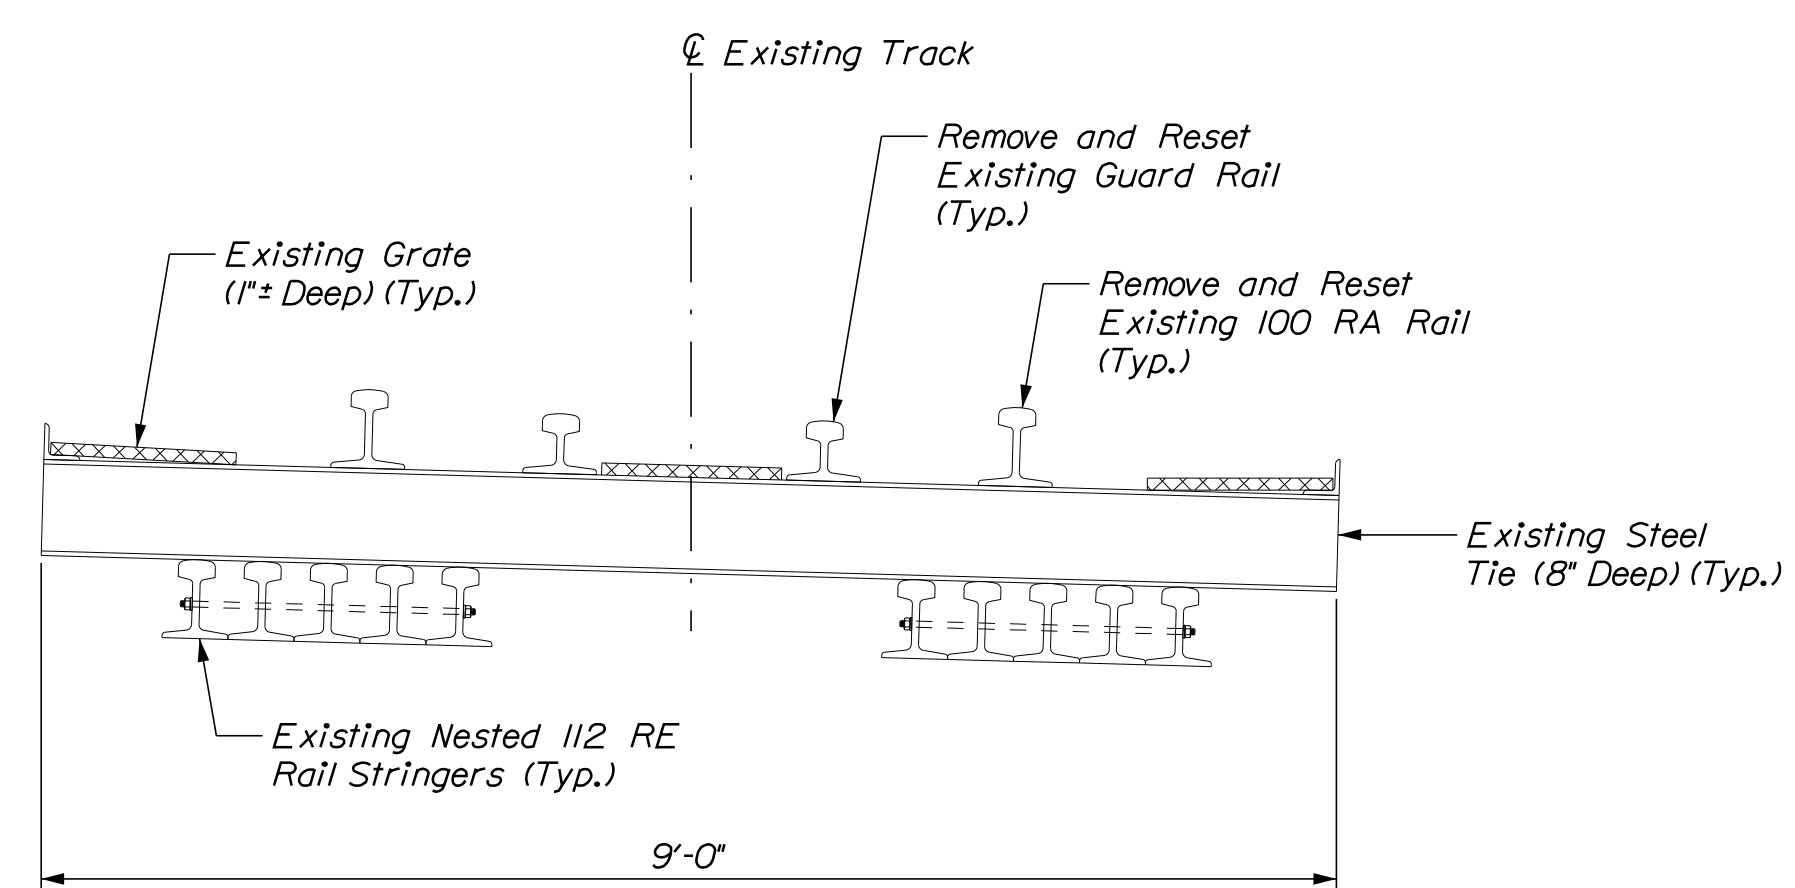 ℄ Existing Track
Remove and Reset
Existing Guard Rail
(Typ.)
Existing Grate
(1"± Deep) (Typ.)
Remove and Reset
Existing 100 RA Rail
(Typ.)
Existing Steel
Tie (8" Deep) (Typ.)
Existing Nested 112 RE
Rail Stringers (Typ.)
9'-0"